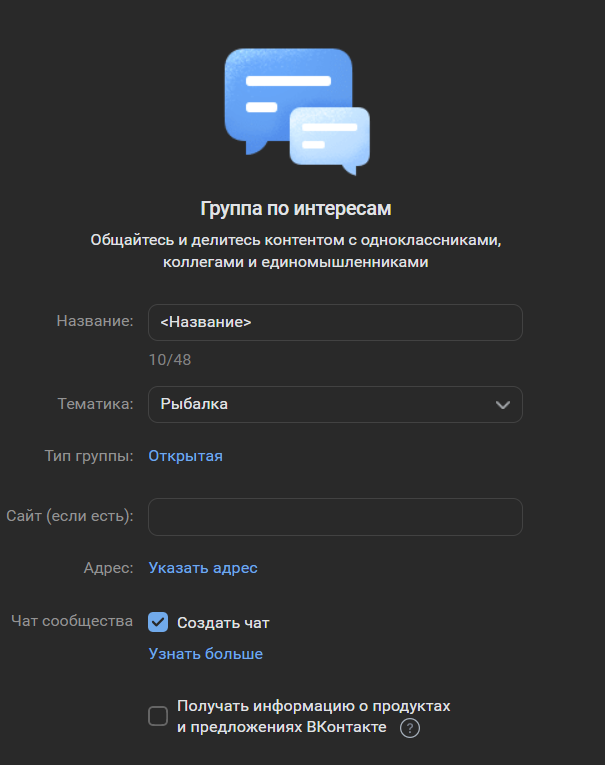 Группа по интересам
Общайтесь и делитесь контентом с одноклассниками,
коллегами и единомышленниками
Название: <Название>
10/48
Тематика: Рыбалка
Тип группы: Открытая
Сайт (если есть):
Адрес: Указать адрес
Чат сообщества Создать чат
Узнать больше
Получать информацию о продуктах
и предложениях ВКонтакте ?